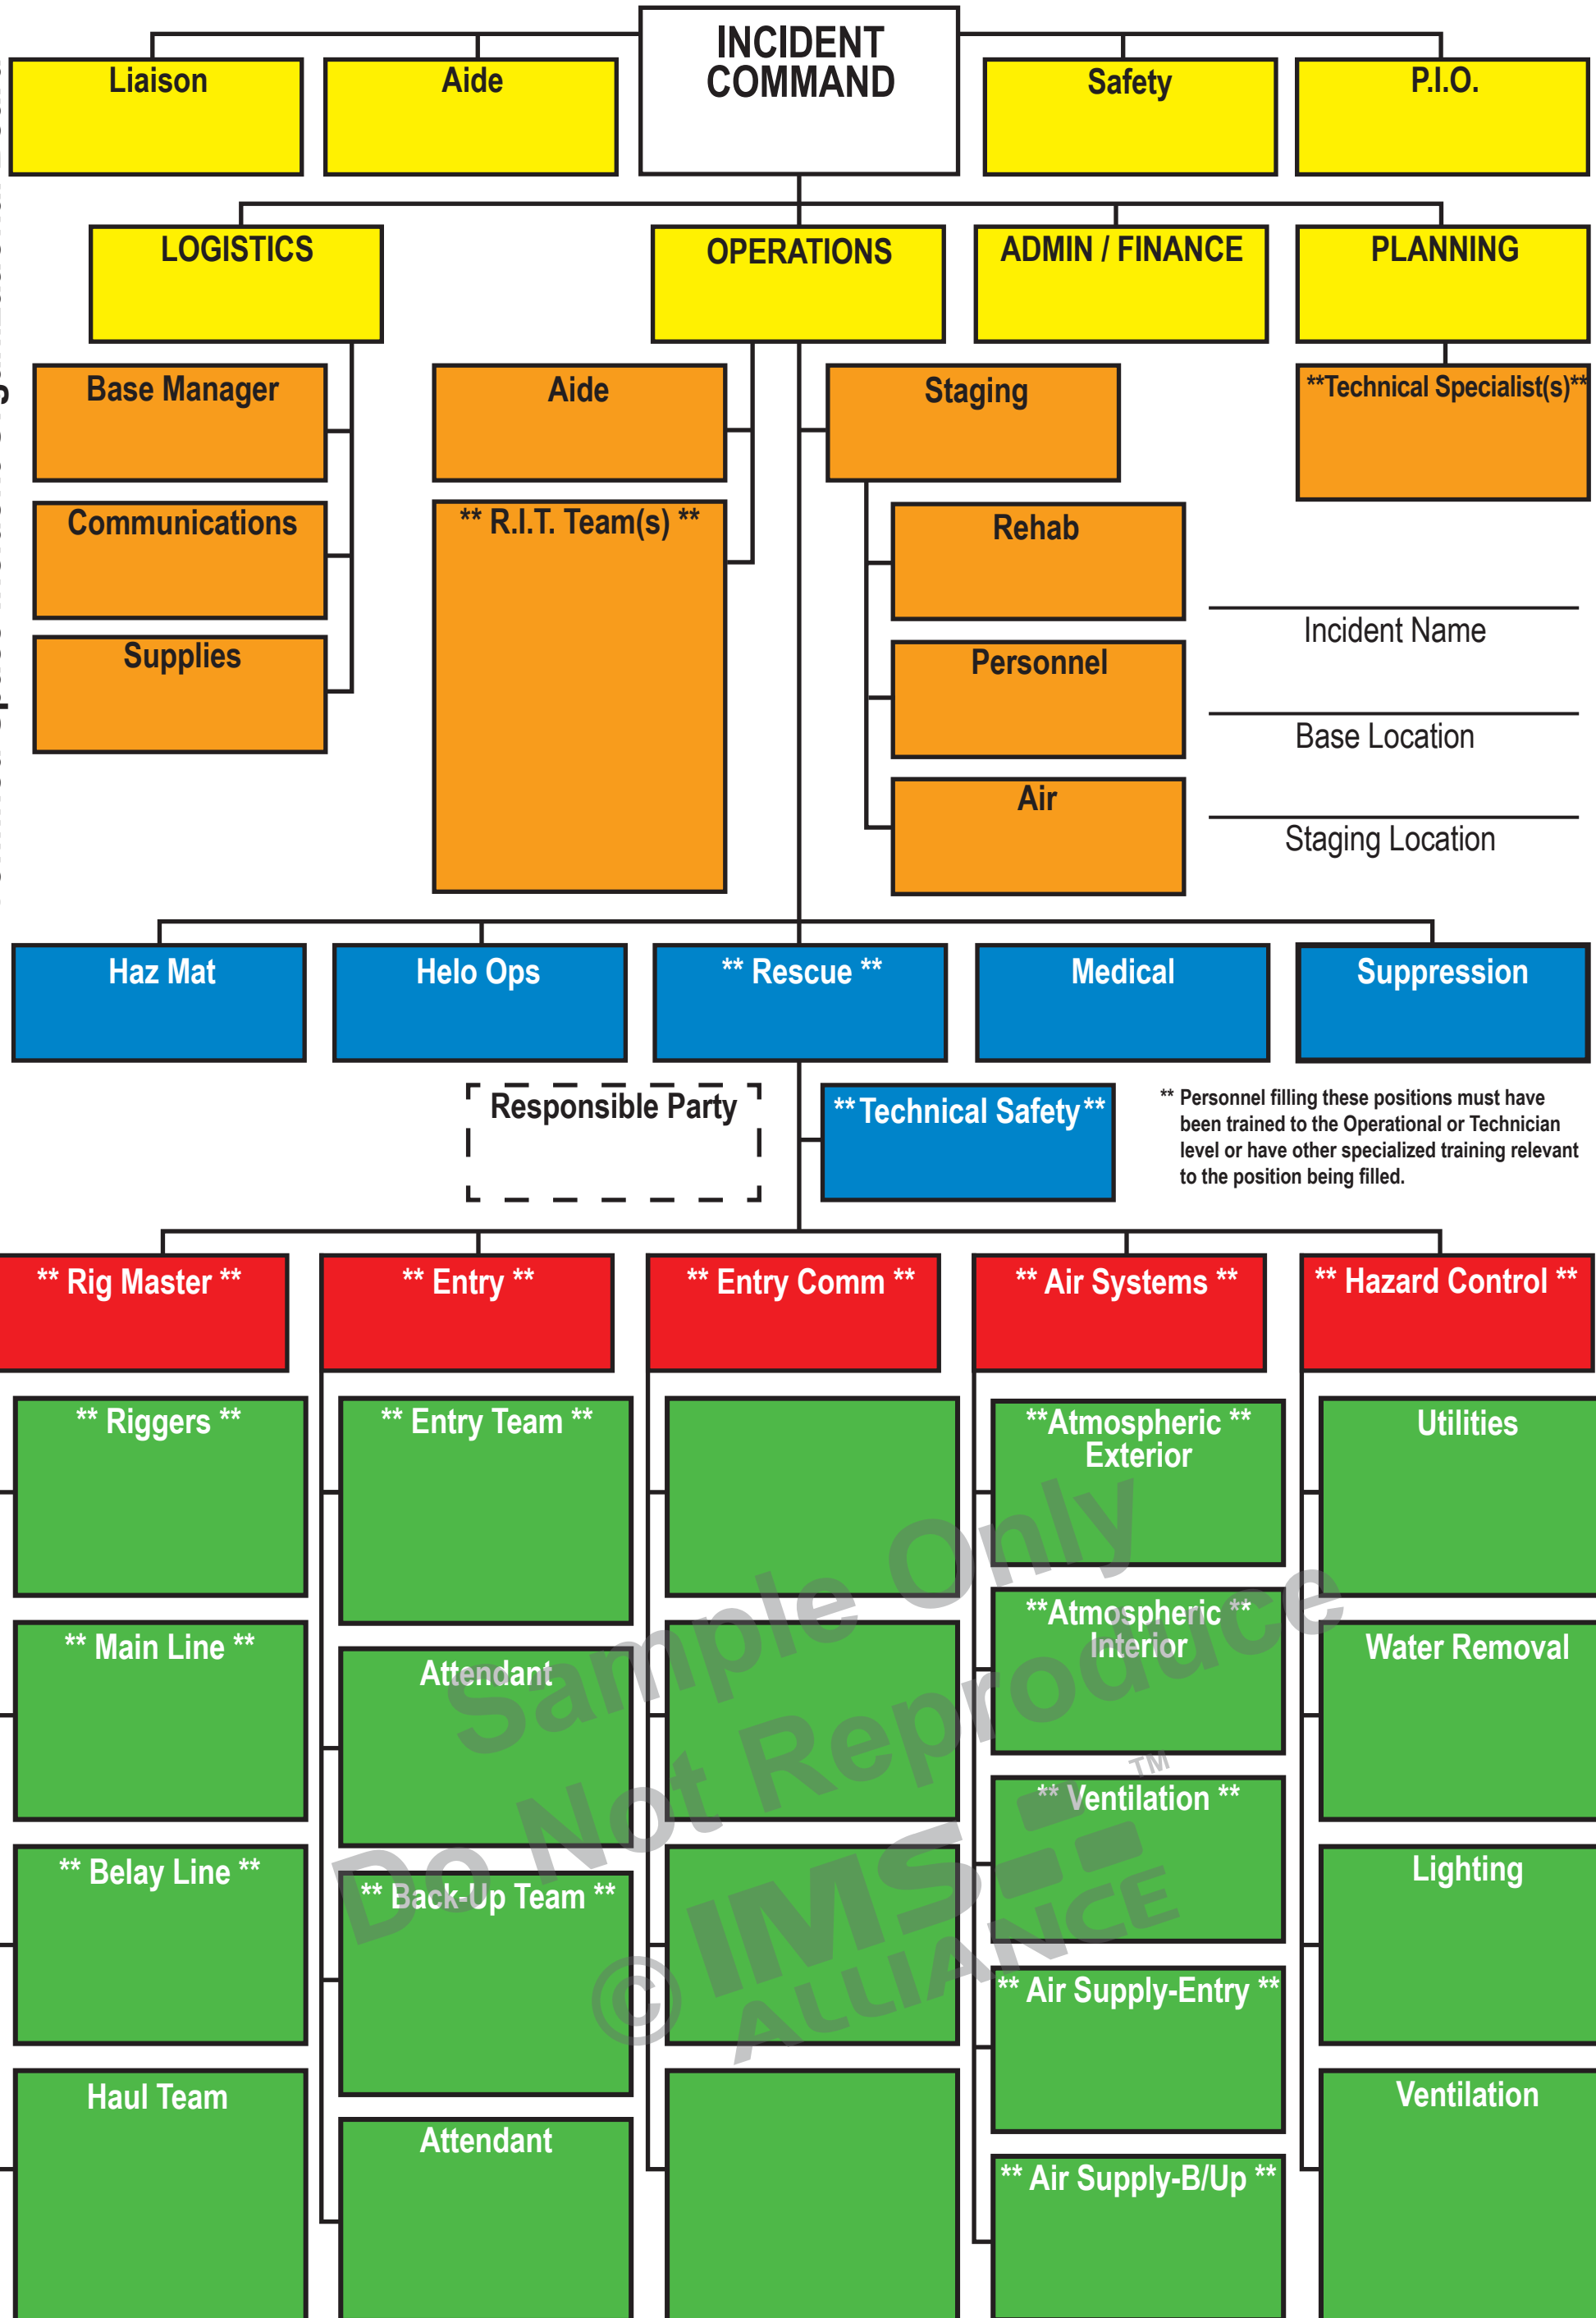 INCIDENT
COMMAND
Liaison
Aide
Safety
P.I.O.
LOGISTICS
OPERATIONS
ADMIN / FINANCE
PLANNING
Base Manager
Aide
Staging
**Technical Specialist(s)**
Communications
** R.I.T. Team(s) **
Rehab
Incident Name
Supplies
Personnel
Base Location
Air
Staging Location
Haz Mat
Helo Ops
** Rescue **
Medical
Suppression
Responsible Party
** Technical Safety **
** Personnel filling these positions must have
been trained to the Operational or Technician
level or have other specialized training relevant
to the position being filled.
** Rig Master **
** Entry **
** Entry Comm **
** Air Systems **
** Hazard Control **
** Riggers **
** Entry Team **
**Atmospheric **
Exterior
Utilities
** Main Line **
Attendant
**Atmospheric **
Interior
Water Removal
** Ventilation **
** Belay Line **
** Back-Up Team **
Lighting
** Air Supply-Entry **
Haul Team
Attendant
Ventilation
** Air Supply-B/Up **
Sample Only
Do Not Reproduce
© IMS TM
ALLIANCE